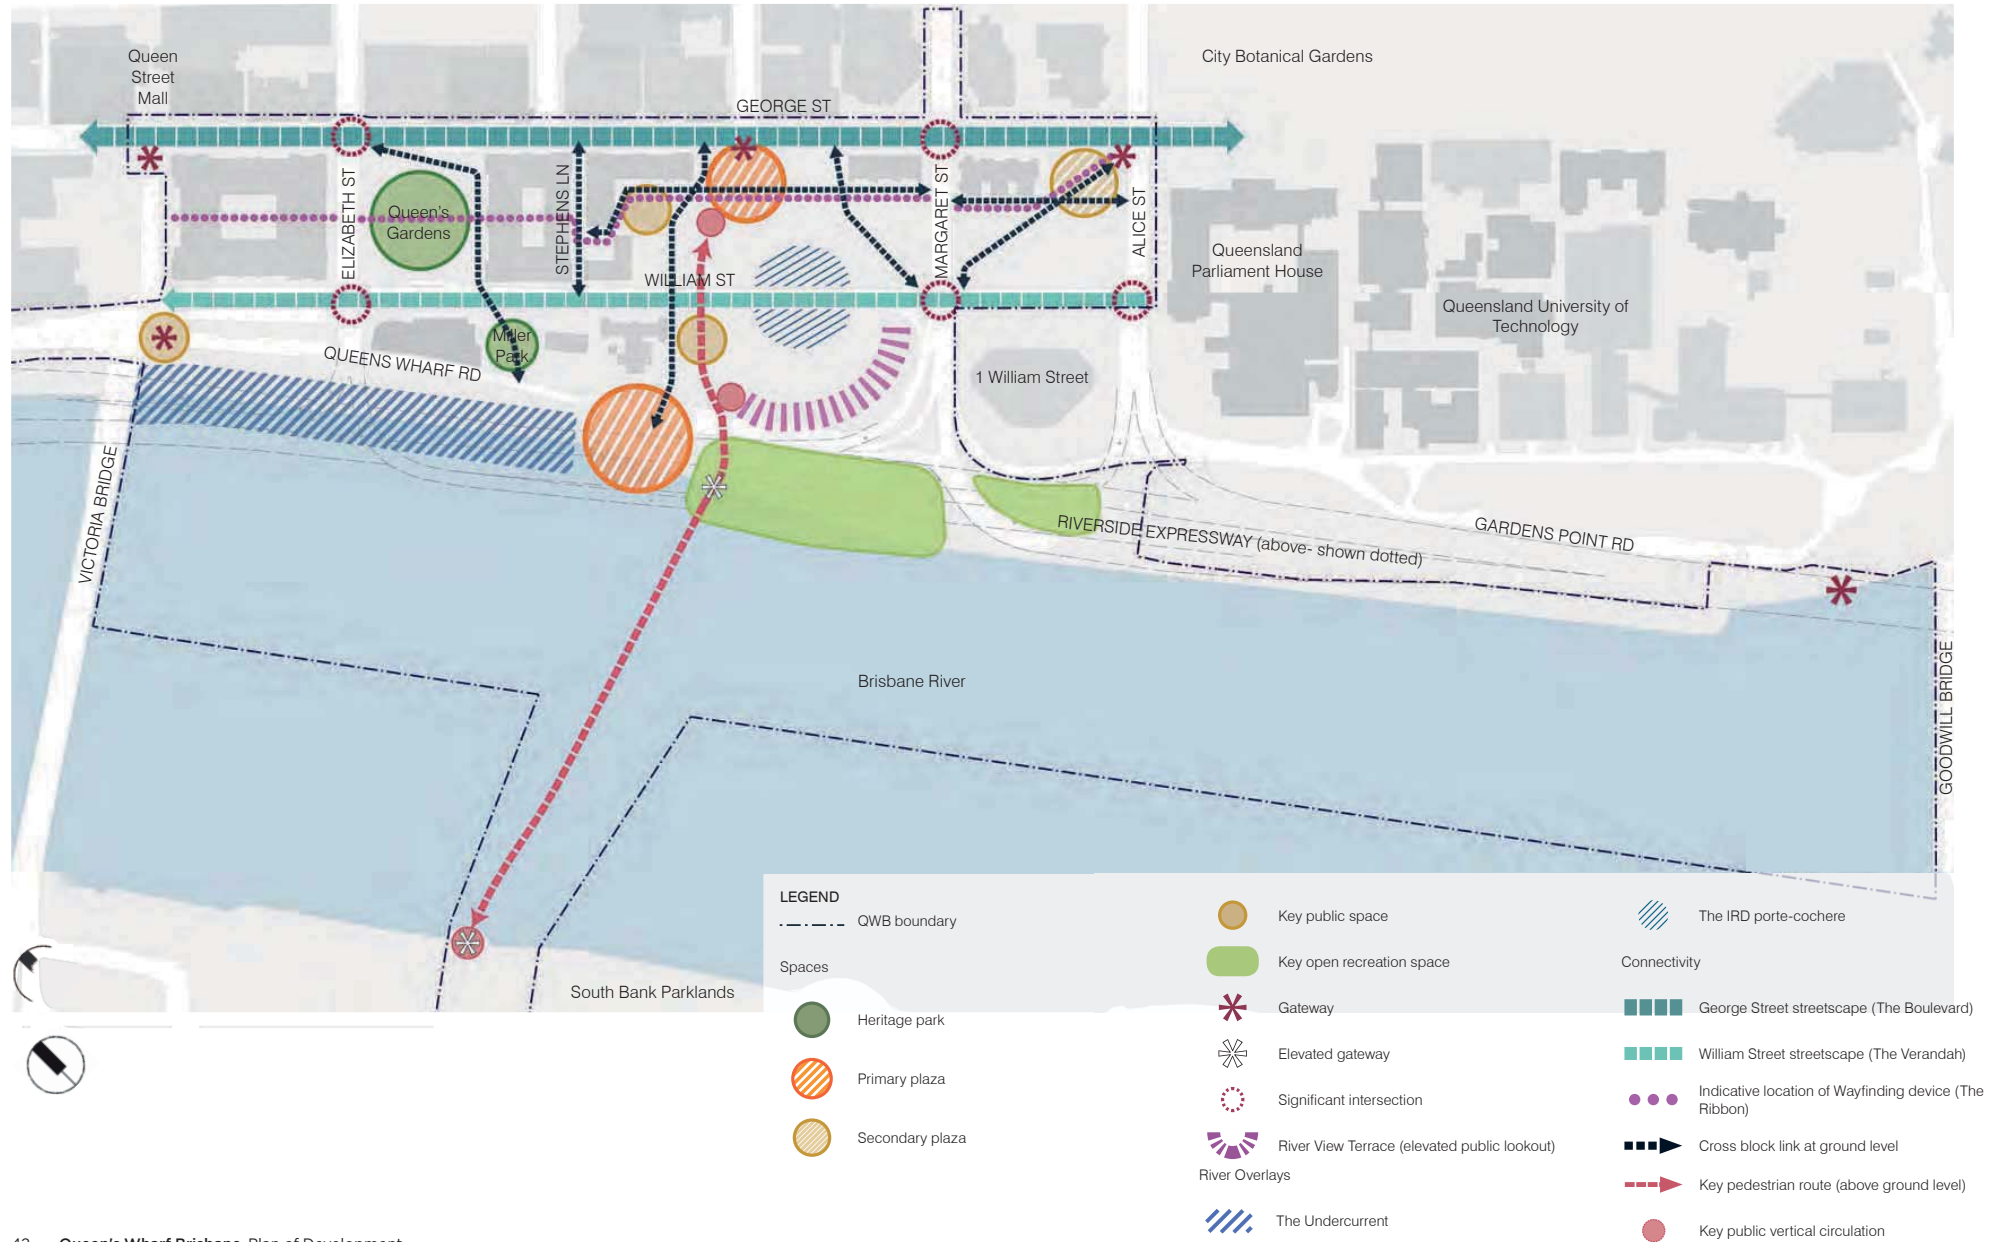 Queen
Street
Mall
City Botanical Gardens
GEORGE ST
ELIZABETH ST
Queen's
Gardens
STEPHENS LN
MARGARET ST
ALICE ST
WILLIAM ST
Queensland
Parliament House
Queensland University of
Technology
Miller
Park
QUEENS WHARF RD
1 William Street
VICTORIA BRIDGE
RIVERSIDE EXPRESSWAY (above- shown dotted)
GARDENS POINT RD
GOODWILL BRIDGE
Brisbane River
South Bank Parklands
LEGEND
QWB boundary
Spaces
Heritage park
Primary plaza
Secondary plaza
Key public space
Key open recreation space
Gateway
Elevated gateway
Significant intersection
River View Terrace (elevated public lookout)
River Overlays
The Undercurrent
The IRD porte-cochere
Connectivity
George Street streetscape (The Boulevard)
William Street streetscape (The Verandah)
Indicative location of Wayfinding device (The
Ribbon)
Cross block link at ground level
Key pedestrian route (above ground level)
Key public vertical circulation
Queen's Wharf Brisbane Plan of Development